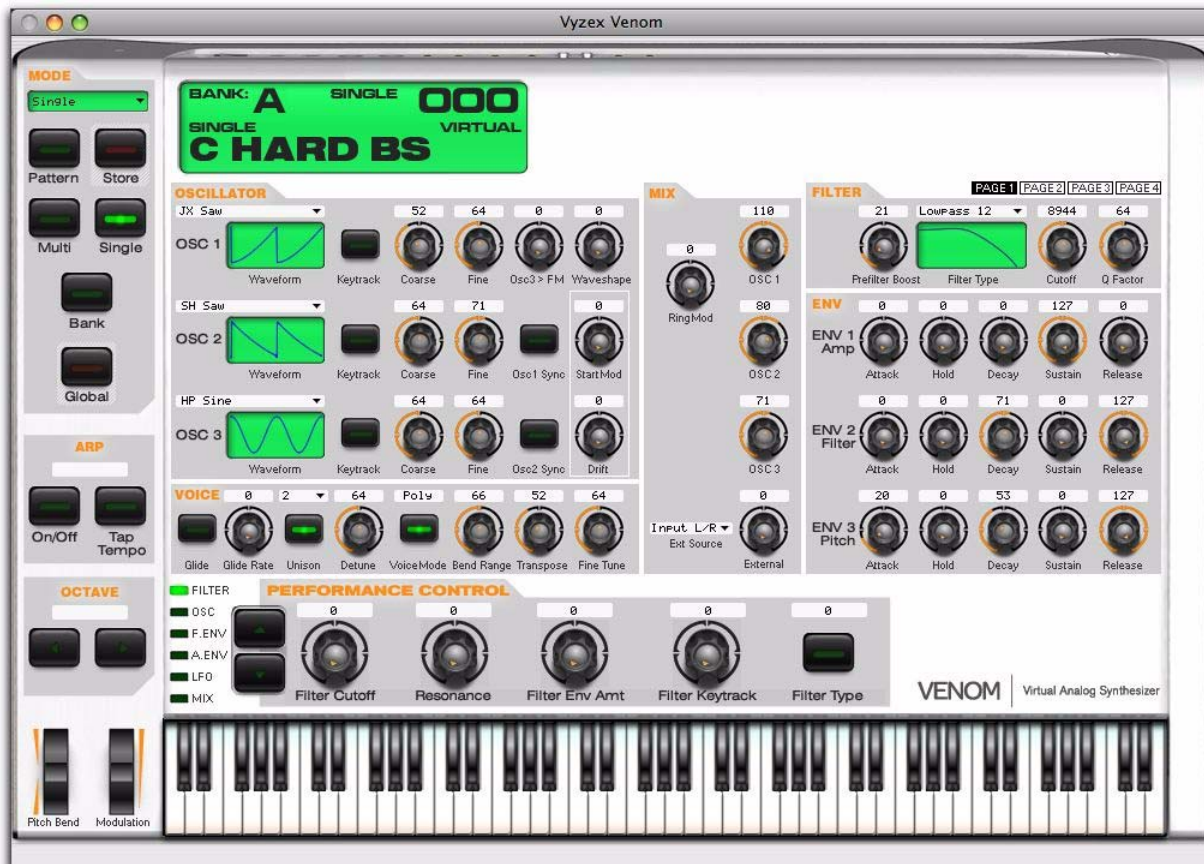 Vyzex Venom
MODE
Single
Pattern Store
Multi Single
Bank
Global
ARP
On/Off Tap Tempo
OCTAVE
Pitch Bend Modulation
BANK: A SINGLE 000
SINGLE VIRTUAL
C HARD BS
OSCILLATOR
JX Saw 52 64 0 0
OSC 1
Waveform Keytrack Coarse Fine Osc3 > FM Waveshape
SH Saw 64 71 0
OSC 2
Waveform Keytrack Coarse Fine Osc1 Sync StartMod
HP Sine 64 64 0
OSC 3
Waveform Keytrack Coarse Fine Osc2 Sync Drift
VOICE 0 2 64 Poly 66 52 64
Glide Glide Rate Unison Detune VoiceMode Bend Range Transpose Fine Tune
MIX
110
0
OSC 1
RingMod
80
OSC 2
71
OSC 3
0
Input L/R
Ext Source
External
FILTER PAGE 1 PAGE 2 PAGE 3 PAGE 4
21 Lowpass 12 8944 64
Prefilter Boost Filter Type Cutoff Q Factor
ENV 0 0 0 127 0
ENV 1
Amp
Attack Hold Decay Sustain Release
0 0 71 0 127
ENV 2
Filter
Attack Hold Decay Sustain Release
20 0 53 0 127
ENV 3
Pitch
Attack Hold Decay Sustain Release
FILTER
OSC
F.ENV
A.ENV
LFO
MIX
PERFORMANCE CONTROL
0 0 0 0 0
Filter Cutoff Resonance Filter Env Amt Filter Keytrack Filter Type
VENOM Virtual Analog Synthesizer